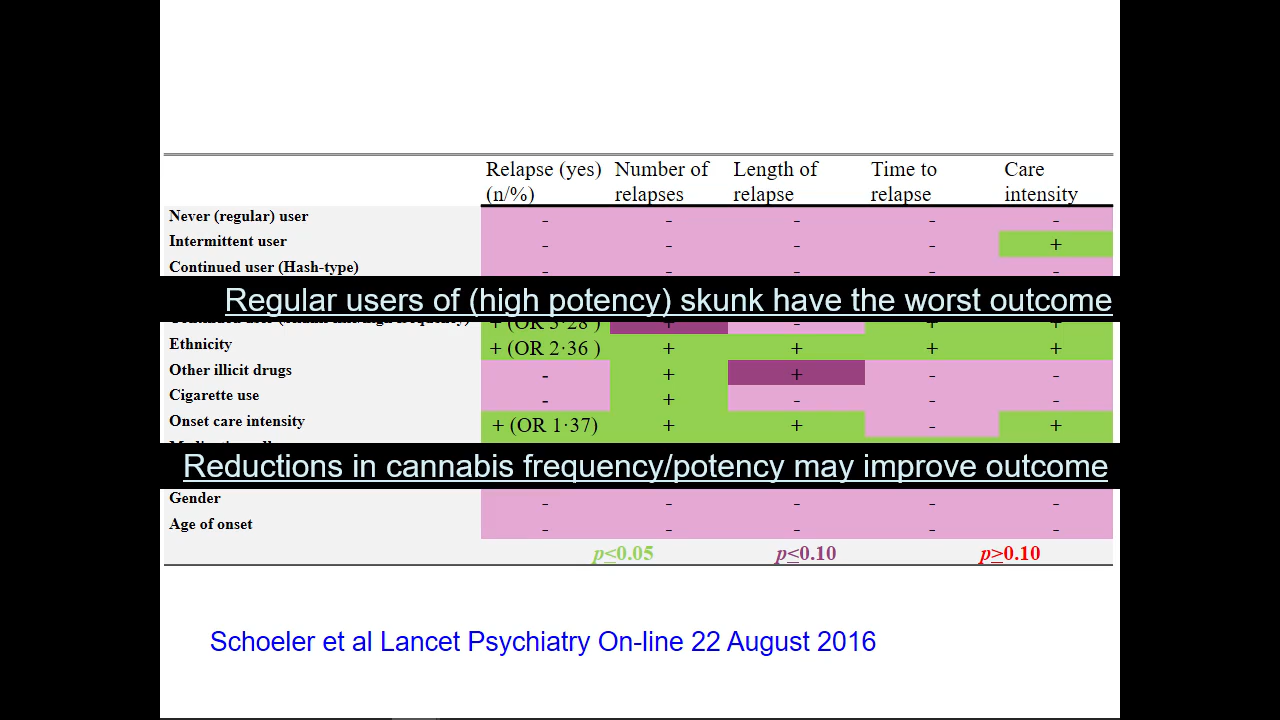 Relapse (yes) (n/%) Number of relapses Length of relapse Time to relapse Care intensity
Never (regular) user - - - - -
Intermittent user - - - - +
Continued user (Hash-type) - - - - -
Regular users of (high potency) skunk have the worst outcome
+ (OR 3·28 ) + - + +
Ethnicity + (OR 2·36 ) + + + +
Other illicit drugs - + + - -
Cigarette use - + - - -
Onset care intensity + (OR 1·37) + + - +
Reductions in cannabis frequency/potency may improve outcome
Gender - - - - -
Age of onset - - - - -
p≤0.05 p≤0.10 p≥0.10
Schoeler et al Lancet Psychiatry On-line 22 August 2016